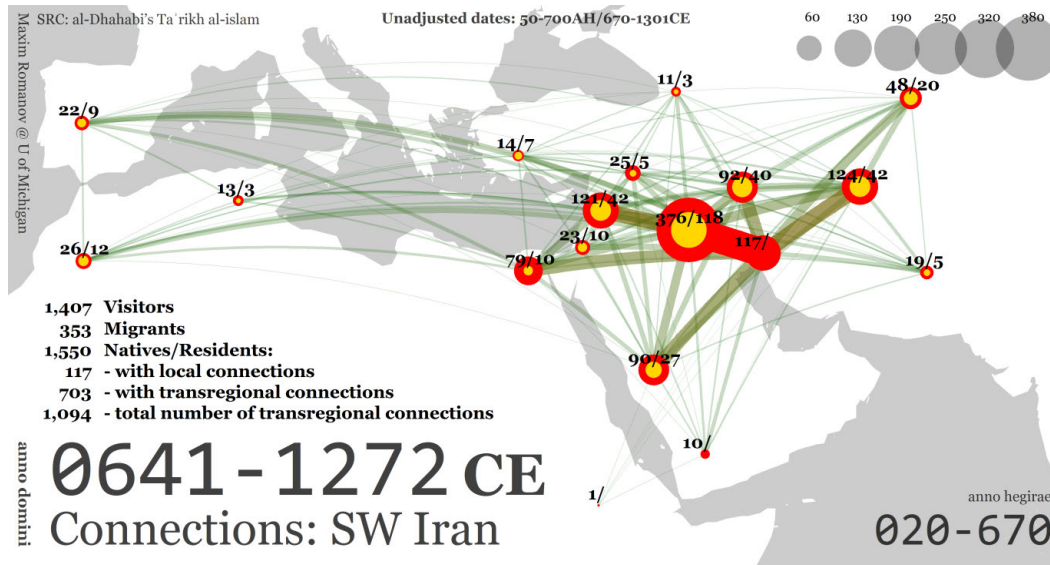 SRC: al-Dhahabi's Taʾrikh al-islam
Unadjusted dates: 50-700AH/670-1301CE
60 130 190 250 320 380
Maxim Romanov @ U of Michigan
11/3
48/20
22/9
14/7
25/5
92/40
124/42
13/3
121/42
376/118
23/10
117/
26/12
79/10
19/5
90/27
10/
1/
1,407 Visitors
353 Migrants
1,550 Natives/Residents:
117 - with local connections
703 - with transregional connections
1,094 - total number of transregional connections
anno domini
0641-1272 CE
Connections: SW Iran
anno hegirae
020-670